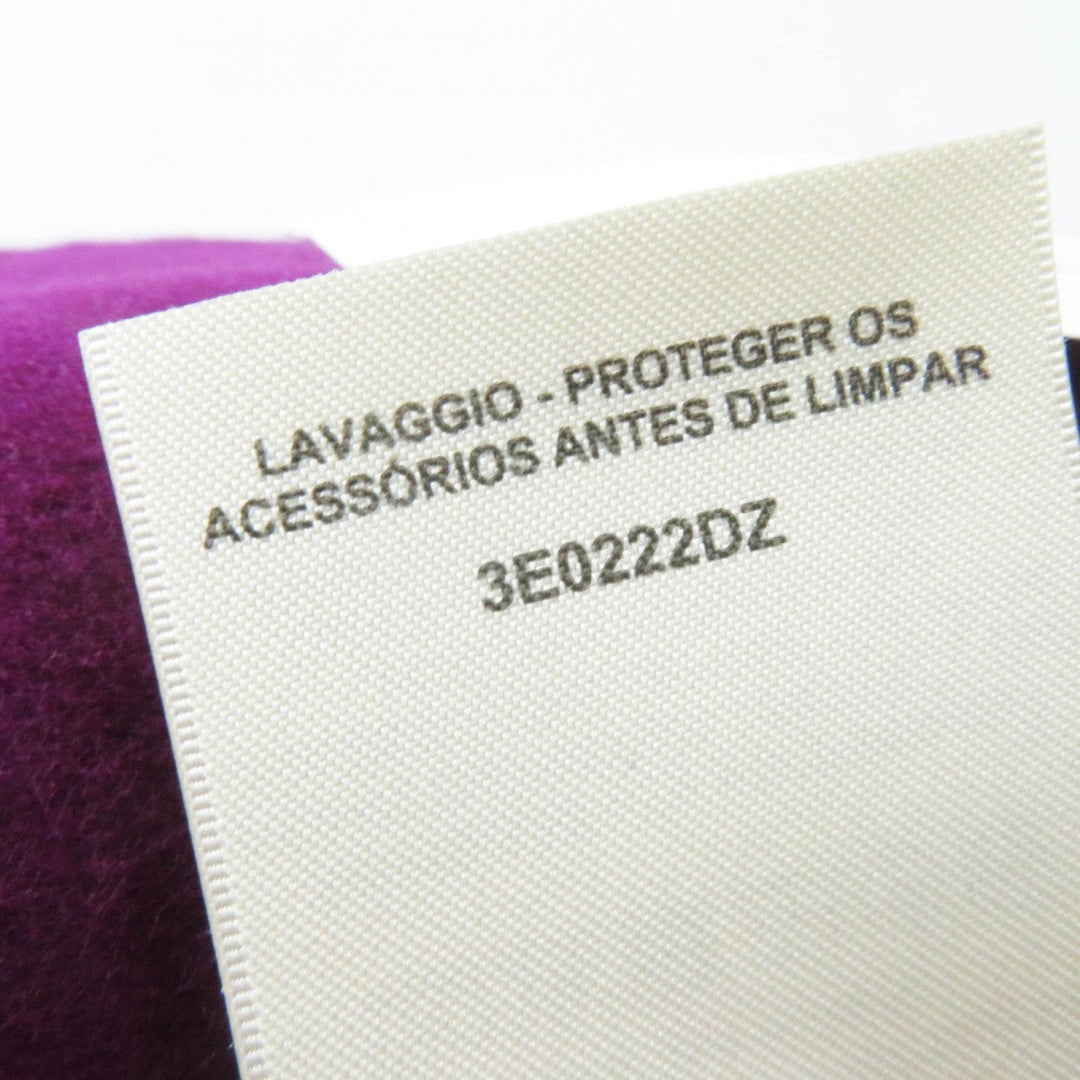 LAVAGGIO - PROTEGER OS
ACESSÓRIOS ANTES DE LIMPAR
3E0222DZ